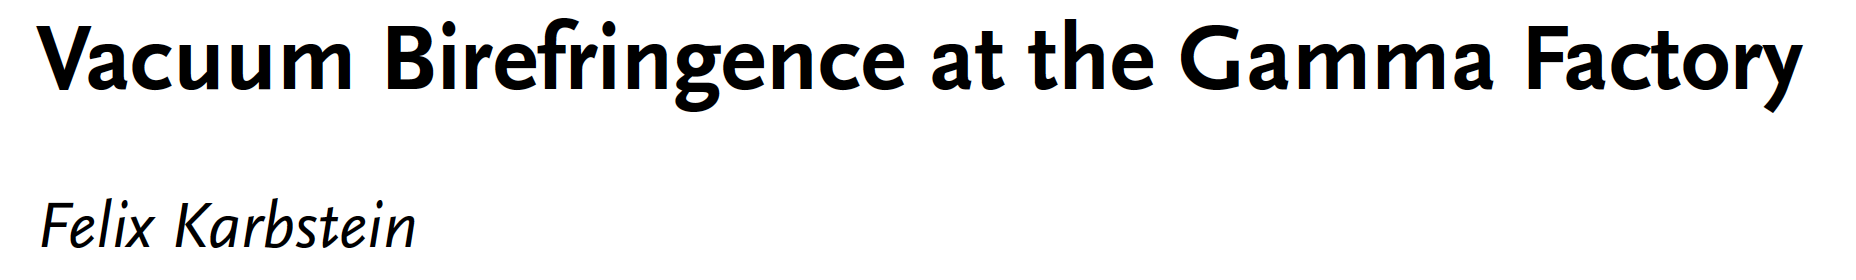 Vacuum Birefringence at the Gamma Factory
Felix Karbstein